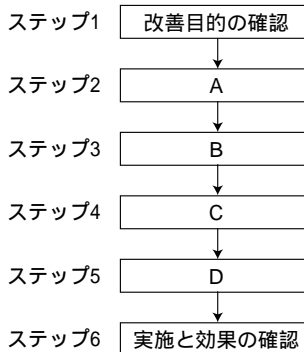 ステップ1 改善目的の確認
ステップ2 A
ステップ3 B
ステップ4 C
ステップ5 D
ステップ6 実施と効果の確認